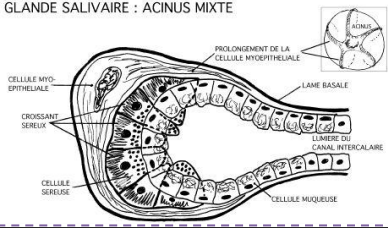 GLANDE SALIVAIRE : ACINUS MIXTE
ACINUS
PROLONGEMENT DE LA
CELLULE MYOEPITHELIALE
CELLULE MYO-
EPITHELIALE
LAME BASALE
CROISSANT
SEREUX
LUMIERE DU
CANAL INTERCALAIRE
CELLULE
SEREUSE
CELLULE MUQUEUSE